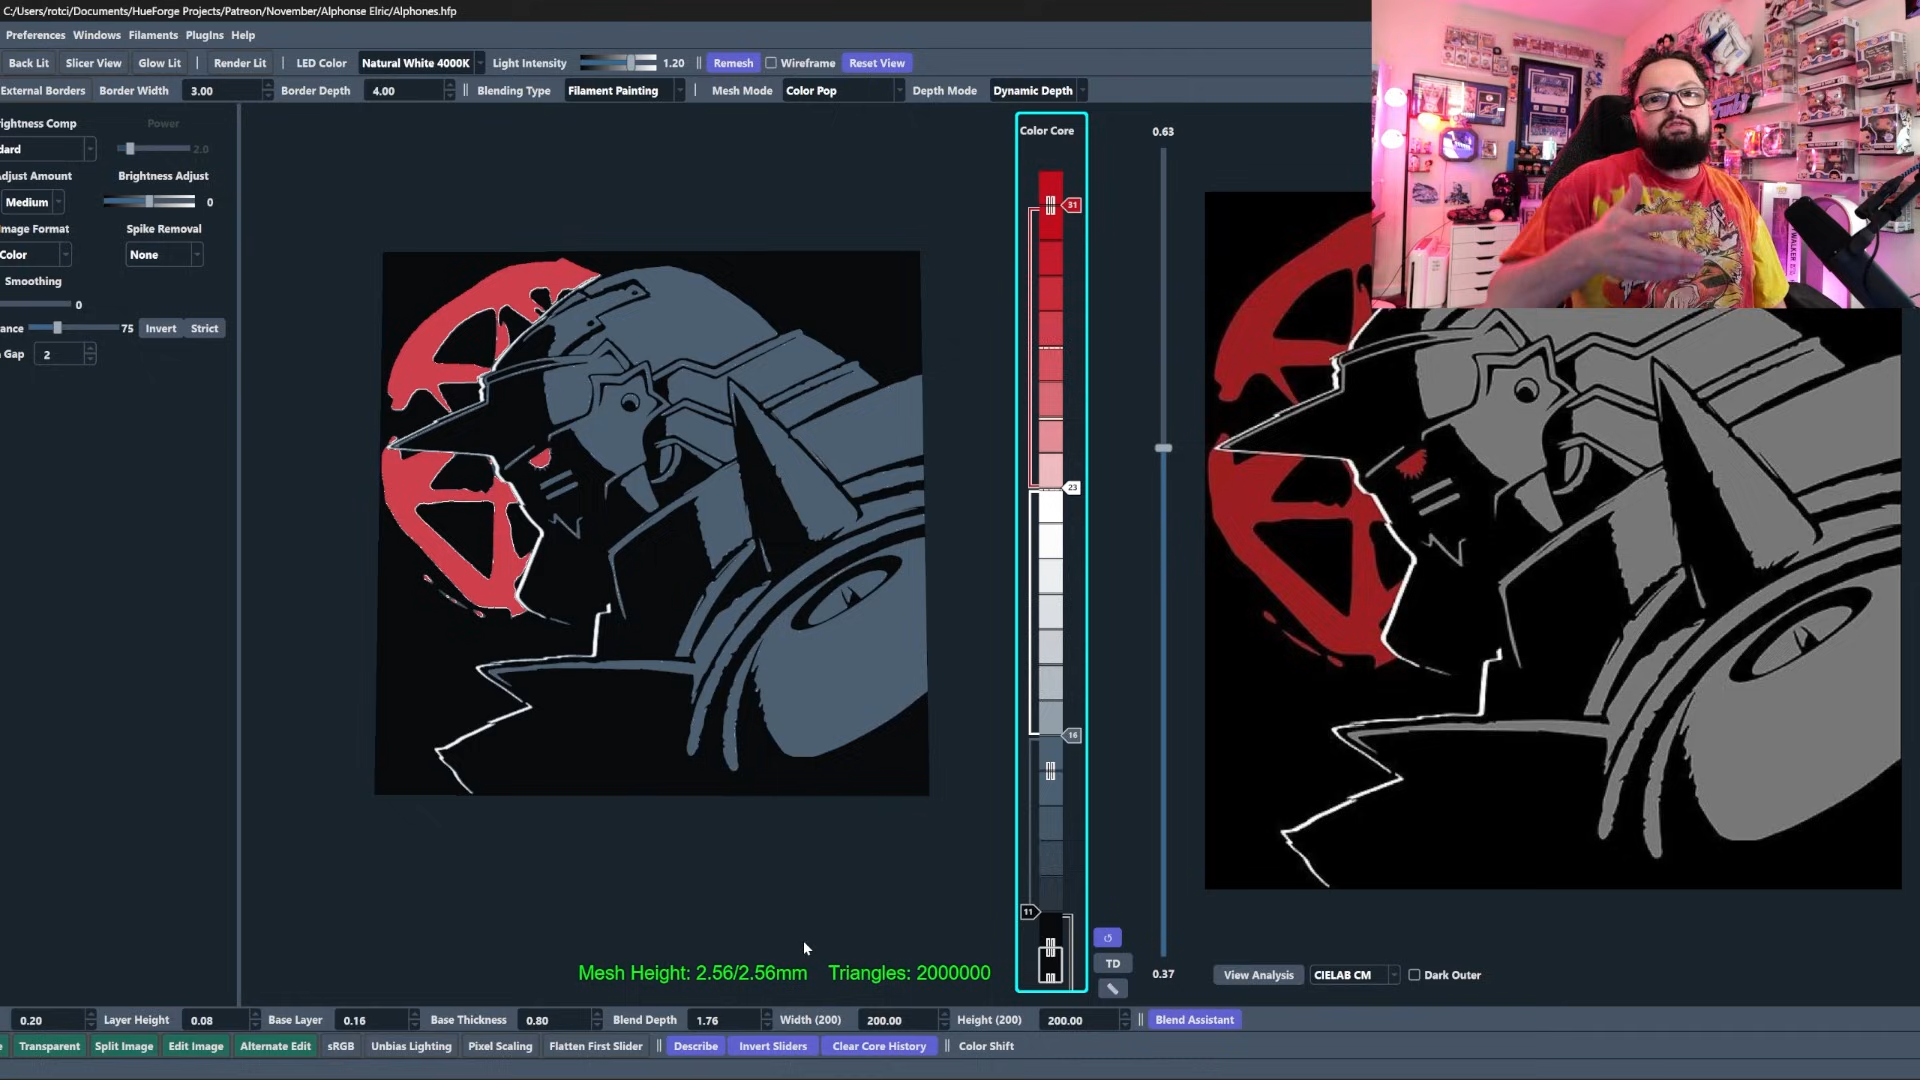 C:/Users/rotci/Documents/HueForge Projects/Patreon/November/Alphonse Elric/Alphones.hfp
Preferences Windows Filaments PlugIns Help
Back Lit Slicer View Glow Lit | Render Lit | LED Color Natural White 4000K Light Intensity 1.20 || Remesh Wireframe Reset View
External Borders Border Width 3.00 Border Depth 4.00 || Blending Type Filament Painting | Mesh Mode Color Pop Depth Mode Dynamic Depth
ightness Comp Power
dard 2.0
Adjust Amount Brightness Adjust
Medium 0
mage Format Spike Removal
Color None
Smoothing
0
ance 75 Invert Strict
Gap 2
Color Core
31
23
16
11
0.63
0.37
TD
Mesh Height: 2.56/2.56mm Triangles: 2000000
View Analysis CIELAB CM Dark Outer
0.20 Layer Height 0.08 Base Layer 0.16 Base Thickness 0.80 Blend Depth 1.76 Width (200) 200.00 Height (200) 200.00 || Blend Assistant
Transparent Split Image Edit Image Alternate Edit sRGB Unbias Lighting Pixel Scaling Flatten First Slider || Describe Invert Sliders Clear Core History || Color Shift